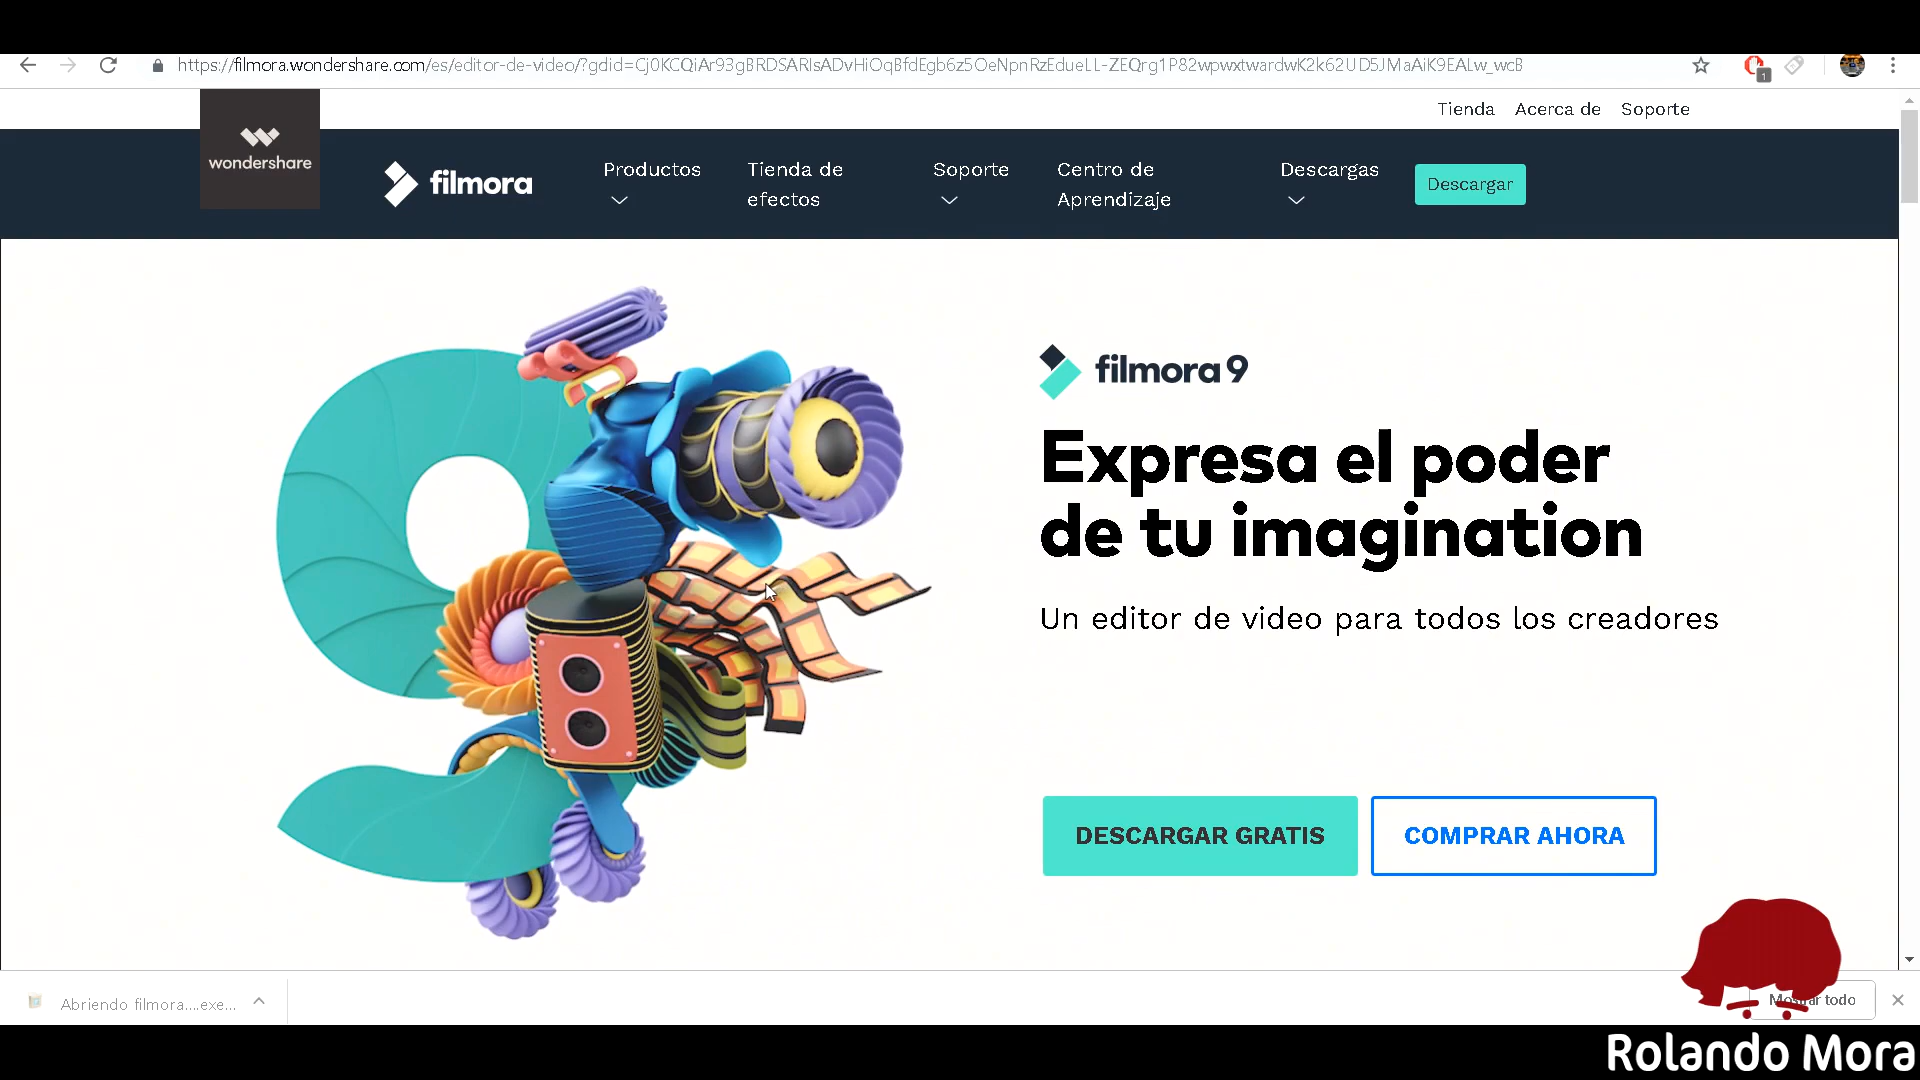 https://filmora.wondershare.com/es/editor-de-video/?gdid=Cj0KCQiAr93gBRDSARIsADvHiOqBfdEgb6z5OeNpnRzEdueLL-ZEQrg1P82wpwxtwardwK2k62UD5JMaAiK9EALw_wcB
1
Tienda Acerca de Soporte
wondershare
filmora
Productos
Tienda de
efectos
Soporte
Centro de
Aprendizaje
Descargas
Descargar
filmora 9
Expresa el poder
de tu imagination
Un editor de video para todos los creadores
DESCARGAR GRATIS
COMPRAR AHORA
Abriendo filmora....exe...
Mostrar todo
Rolando Mora